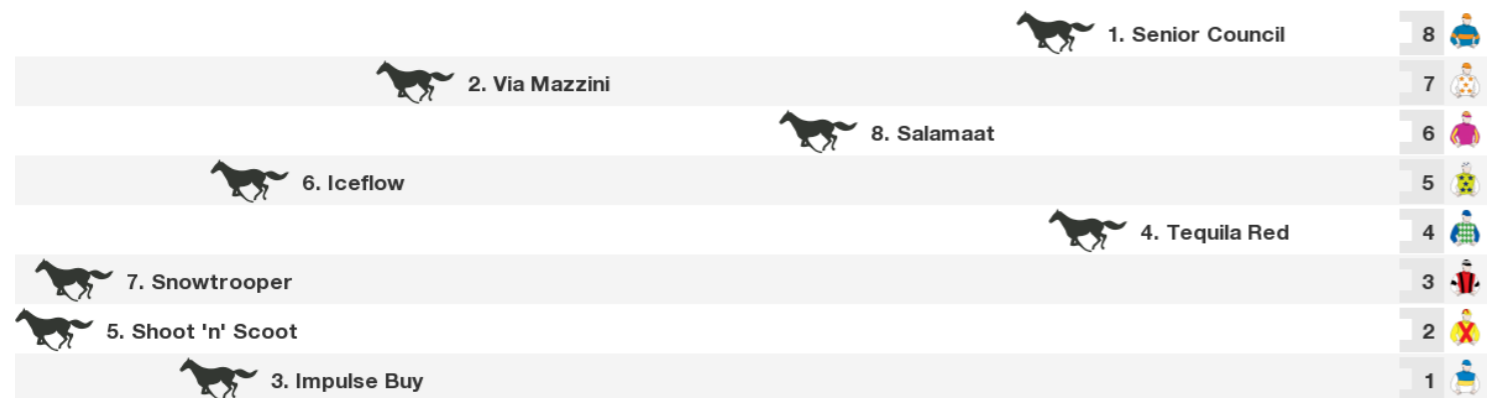 1. Senior Council 8
2. Via Mazzini 7
8. Salamaat 6
6. Iceflow 5
4. Tequila Red 4
7. Snowtrooper 3
5. Shoot 'n' Scoot 2
3. Impulse Buy 1